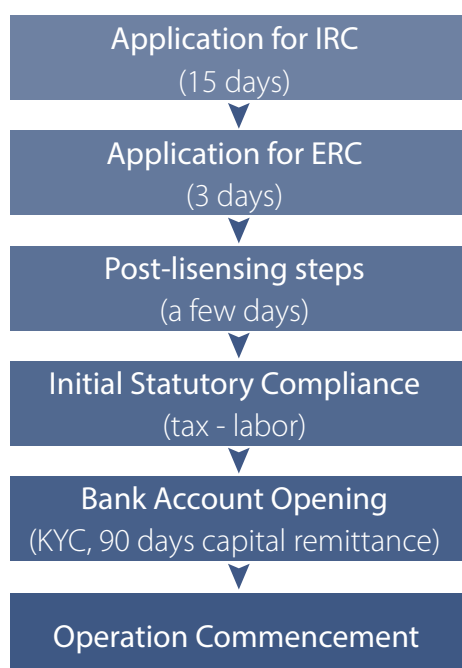 Application for IRC
(15 days)
Application for ERC
(3 days)
Post-lisensing steps
(a few days)
Initial Statutory Compliance
(tax - labor)
Bank Account Opening
(KYC, 90 days capital remittance)
Operation Commencement